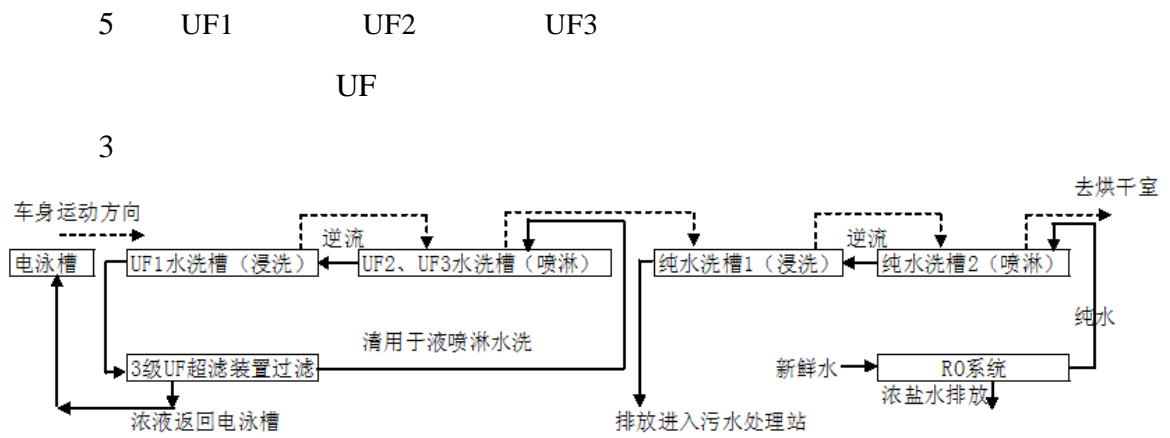 5 UF1 UF2 UF3
UF
3
去烘干室
车身运动方向
逆流
逆流
电泳槽
UF1水洗槽（浸洗）
UF2、UF3水洗槽（喷淋）
纯水洗槽1（浸洗）
纯水洗槽2（喷淋）
纯水
清用于液喷淋水洗
3级UF超滤装置过滤
新鲜水
RO系统
浓盐水排放
浓液返回电泳槽
排放进入污水处理站